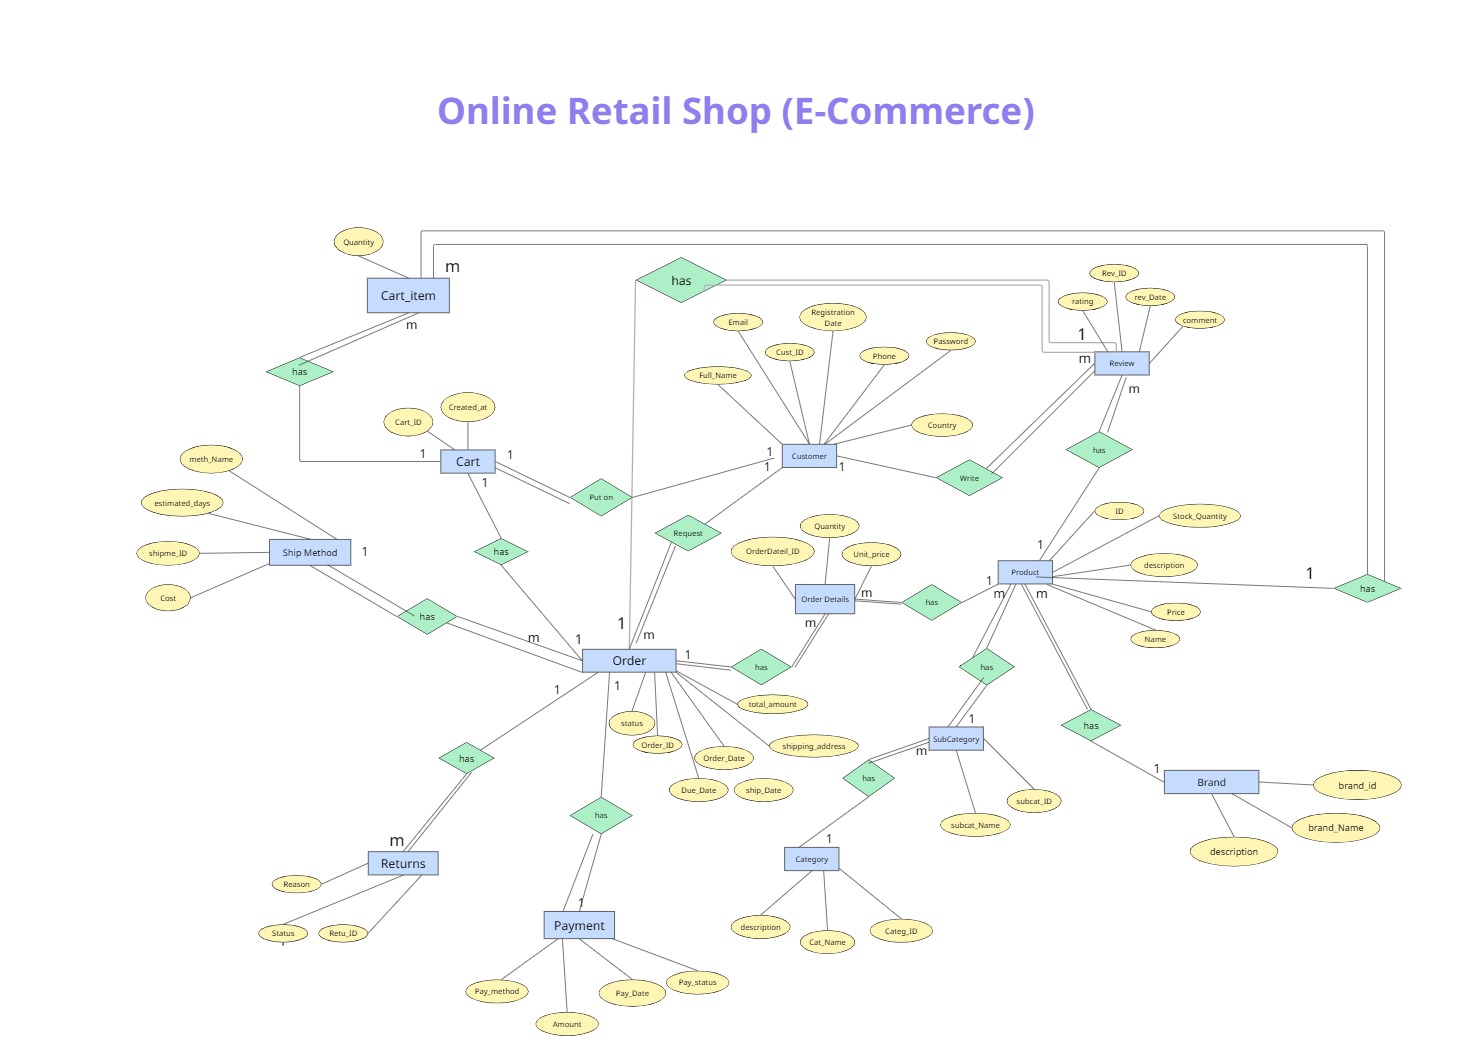 Online Retail Shop (E-Commerce)
Quantity
m
Cart_item
m
has
has
Rev_ID
rating
rev_Date
comment
1
m
Review
m
Email
Registration
Date
Cust_ID
Phone
Password
Full_Name
Country
Customer
1
1
1
Write
has
Cart_ID
Created_at
1
Cart
1
1
Put on
meth_Name
estimated_days
shipme_ID
Cost
Ship Method
1
has
m
has
Request
Quantity
OrderDateil_ID
Unit_price
Order Details
m
m
has
1
ID
Stock_Quantity
description
Price
Name
1
Product
m
m
1
has
1
m
1
Order
1
1
1
has
status
Order_ID
total_amount
shipping_address
Order_Date
Due_Date
ship_Date
has
1
SubCategory
m
has
subcat_ID
subcat_Name
has
1
Brand
brand_id
brand_Name
description
has
m
Returns
Reason
Status
Retu_ID
has
1
Payment
Pay_method
Amount
Pay_Date
Pay_status
1
Category
description
Cat_Name
Categ_ID